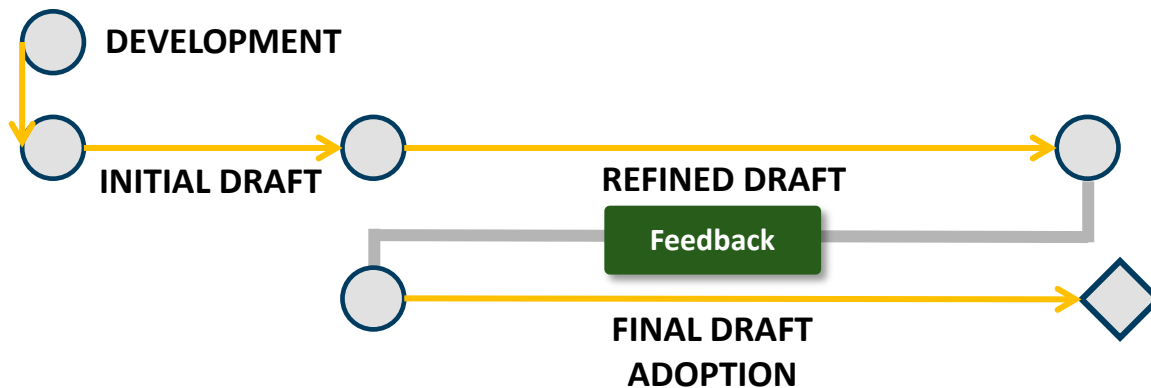 DEVELOPMENT
INITIAL DRAFT
REFINED DRAFT
Feedback
FINAL DRAFT
ADOPTION